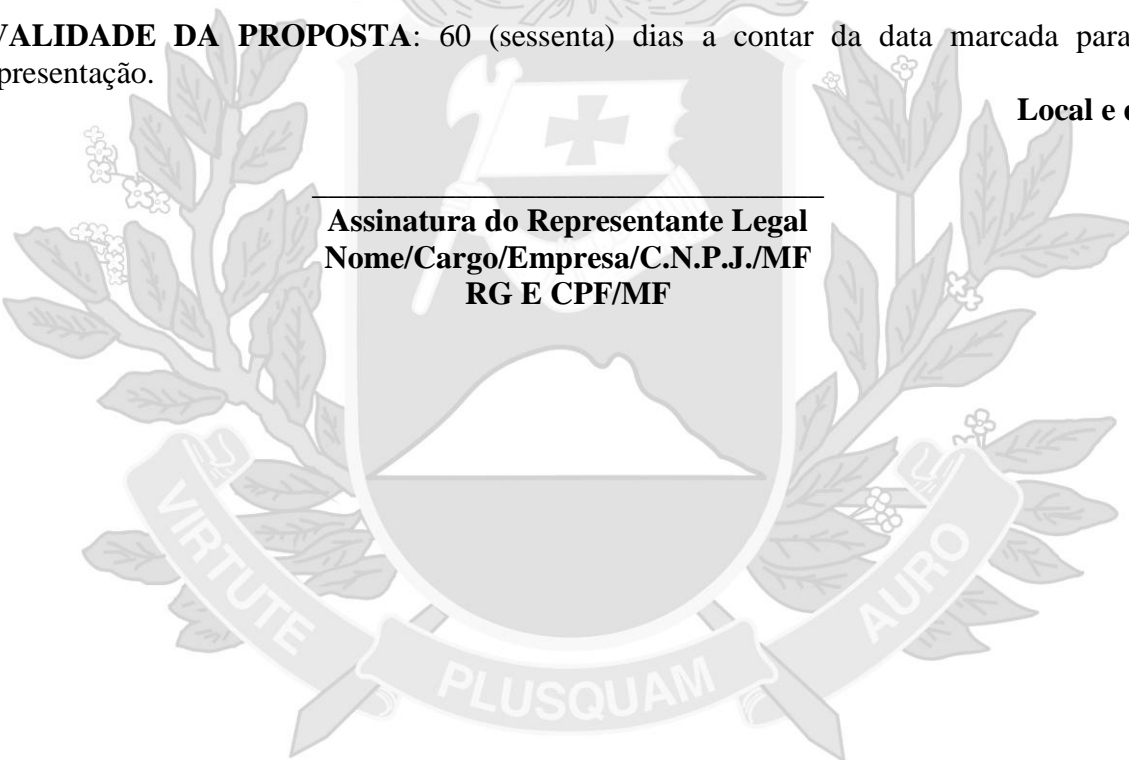 VALIDADE DA PROPOSTA: 60 (sessenta) dias a contar da data marcada para
presentação.
Local e
Assinatura do Representante Legal
Nome/Cargo/Empresa/C.N.P.J./MF
RG E CPF/MF
VIRTUTE PLUSQUAM AURO